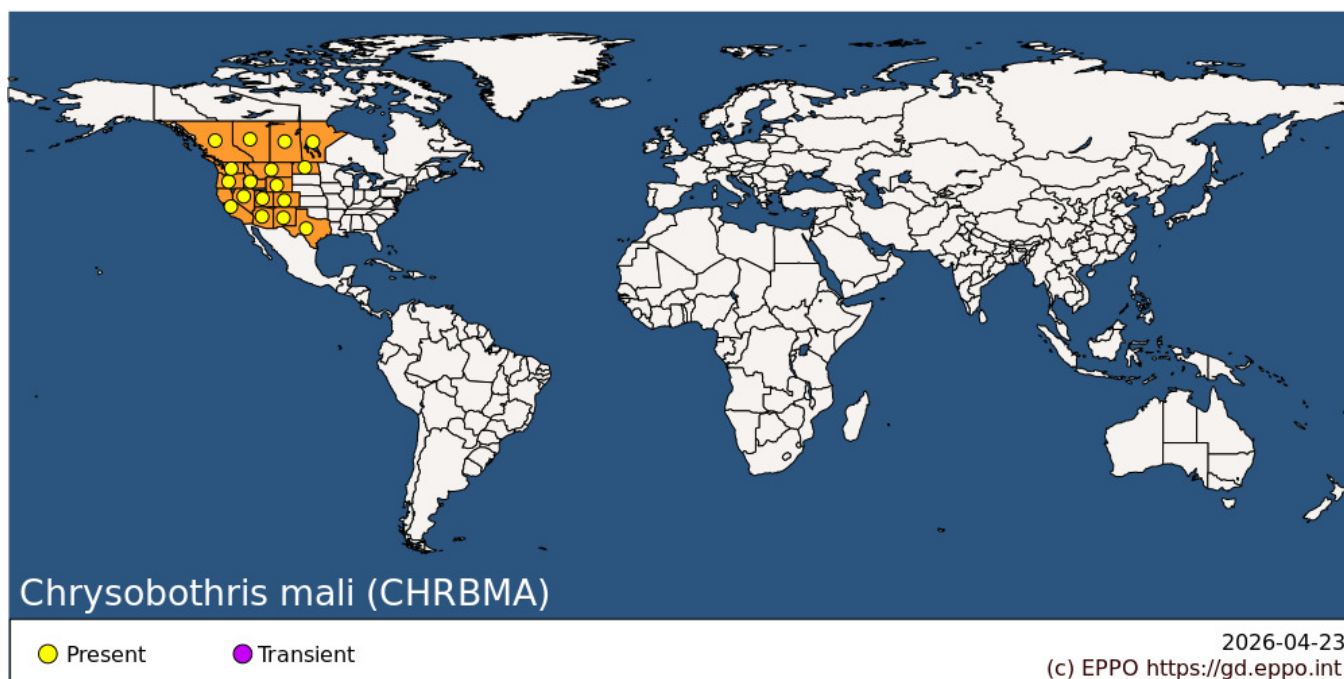 Chrysobothris mali (CHRBMA)
Present
Transient
2026-04-23
(c) EPPO https://gd.eppo.int